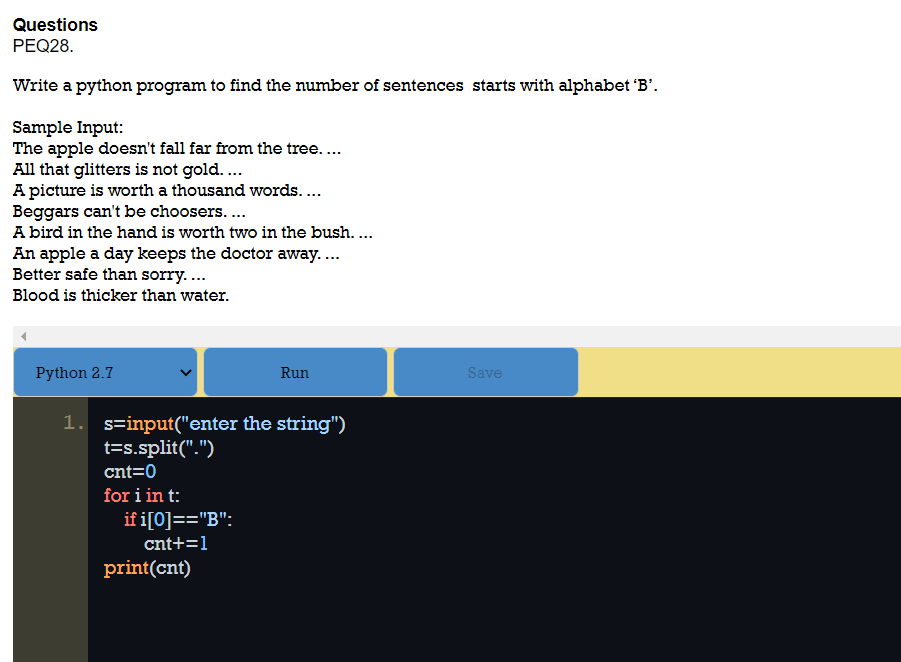 Questions
PEQ28.
Write a python program to find the number of sentences  starts with alphabet ‘B’.
Sample Input:
The apple doesn't fall far from the tree. ...
All that glitters is not gold. ...
A picture is worth a thousand words. ...
Beggars can't be choosers. ...
A bird in the hand is worth two in the bush. ...
An apple a day keeps the doctor away. ...
Better safe than sorry. ...
Blood is thicker than water.
Python 2.7 Run Save
1. s=input("enter the string")
t=s.split(".")
cnt=0
for i in t:
if i[0]=="B":
cnt+=1
print(cnt)